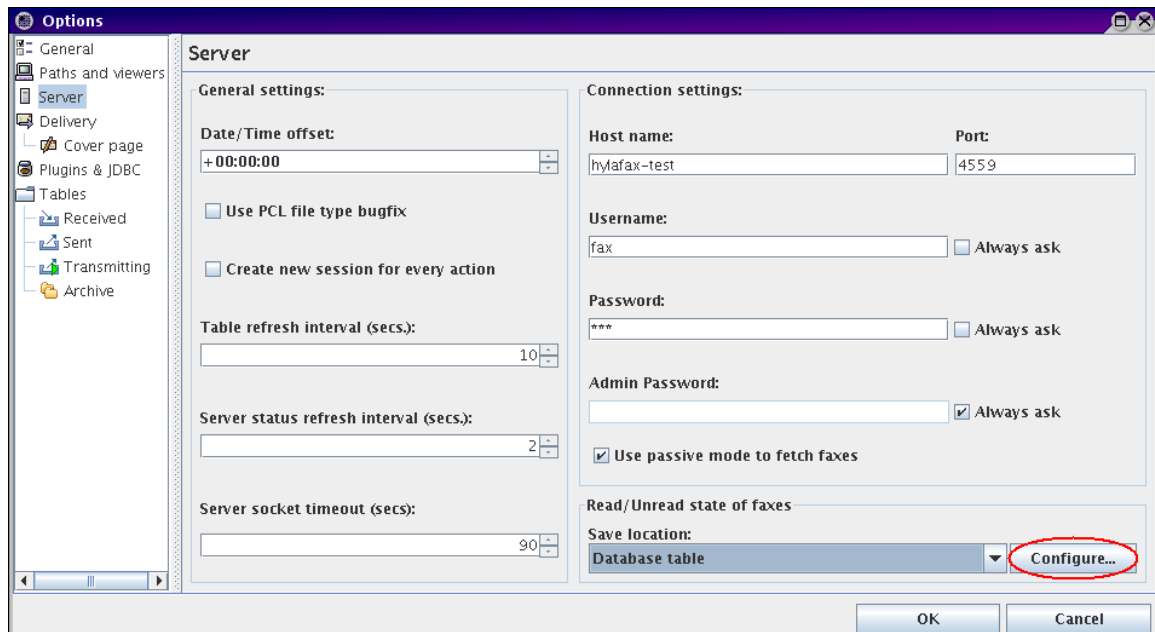 Options
General
Paths and viewers
Server
Delivery
Cover page
Plugins & JDBC
Tables
Received
Sent
Transmitting
Archive
Server
General settings:
Date/Time offset:
+00:00:00
Use PCL file type bugfix
Create new session for every action
Table refresh interval (secs.):
10
Server status refresh interval (secs.):
2
Server socket timeout (secs):
90
Connection settings:
Host name: Port:
hylafax-test 4559
Username:
fax Always ask
Password:
*** Always ask
Admin Password:
Always ask
Use passive mode to fetch faxes
Read/Unread state of faxes
Save location:
Database table Configure...
OK Cancel